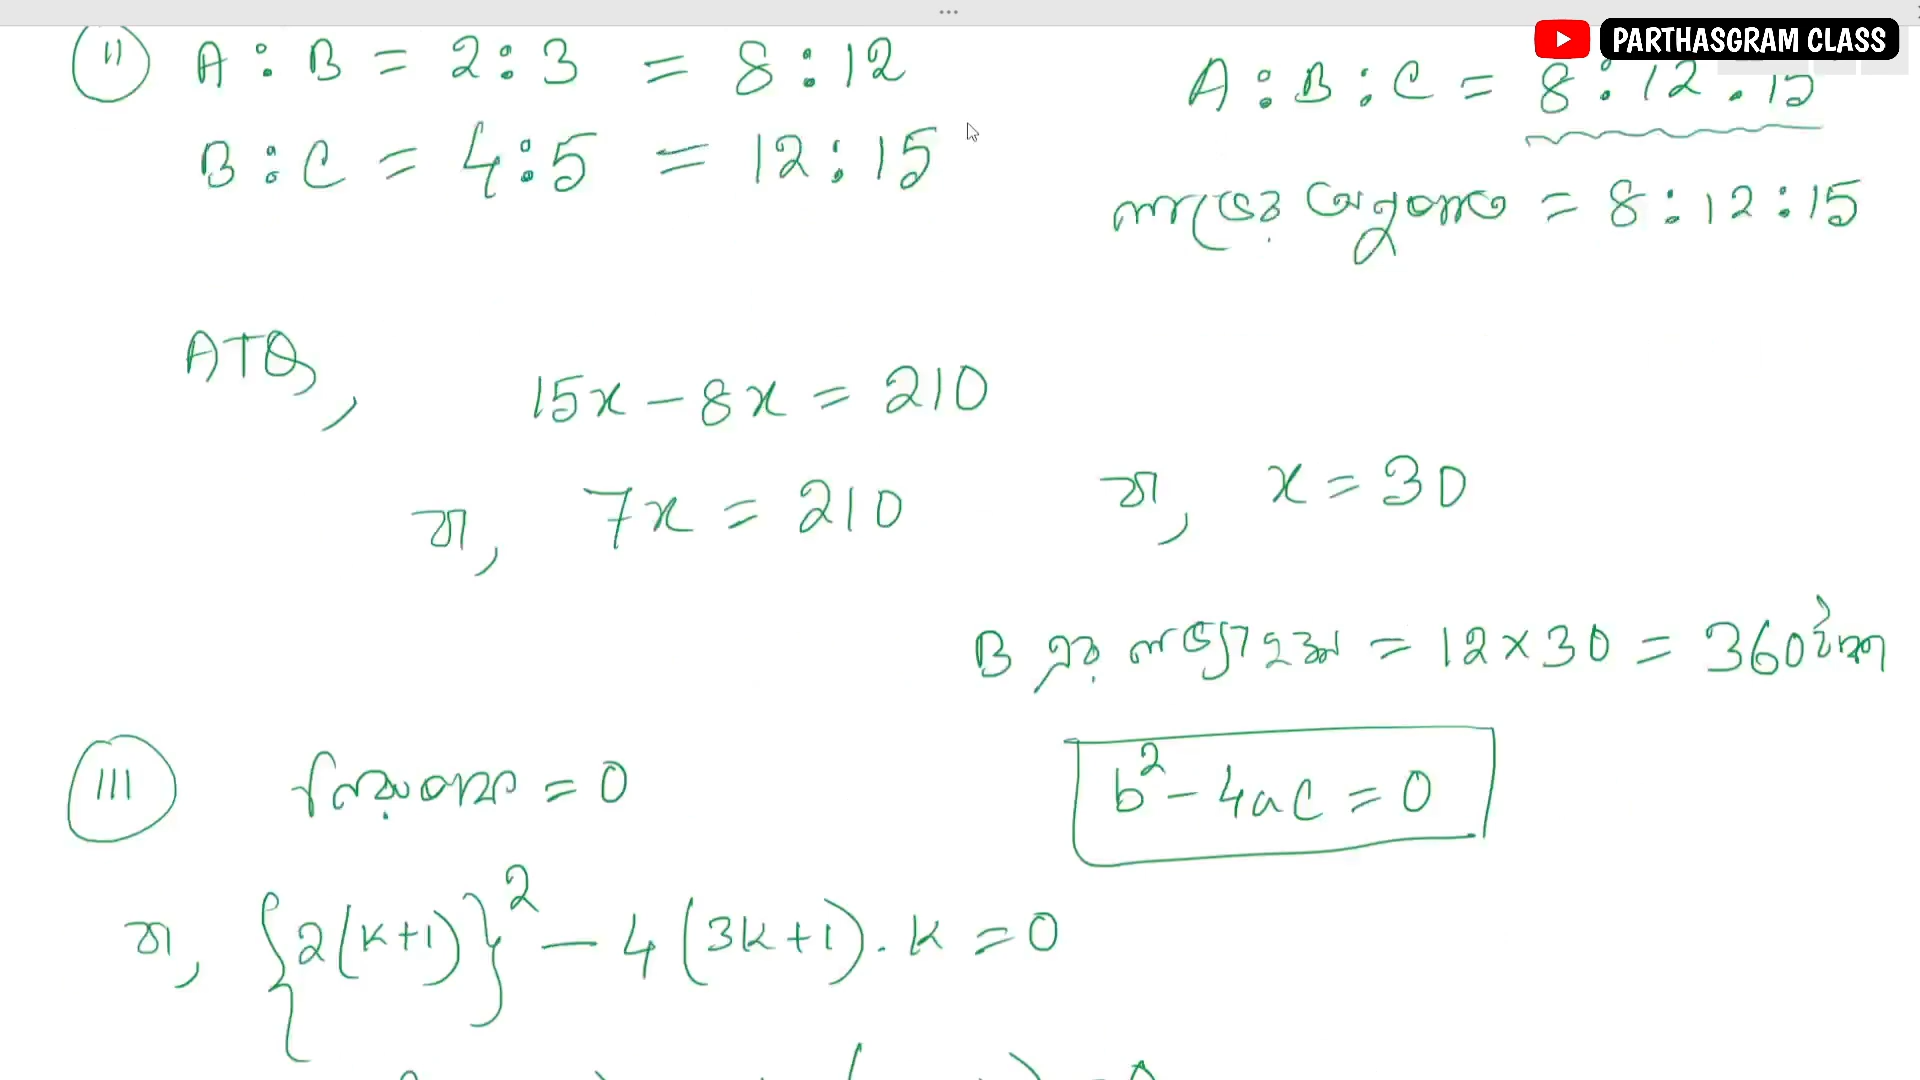 ...
PARTHASGRAM CLASS
(ii) A : B = 2 : 3 = 8 : 12
B : C = 4 : 5 = 12 : 15
A : B : C = 8 : 12 : 15
লাভের অনুপাত = 8 : 12 : 15
ATQ,
15x - 8x = 210
বা, 7x = 210
বা, x = 30
B এর লভ্যাংশ = 12 × 30 = 360 টাকা
(iii) নিরূপক = 0
b² - 4ac = 0
বা, {2(k+1)}² - 4(3k+1).k = 0